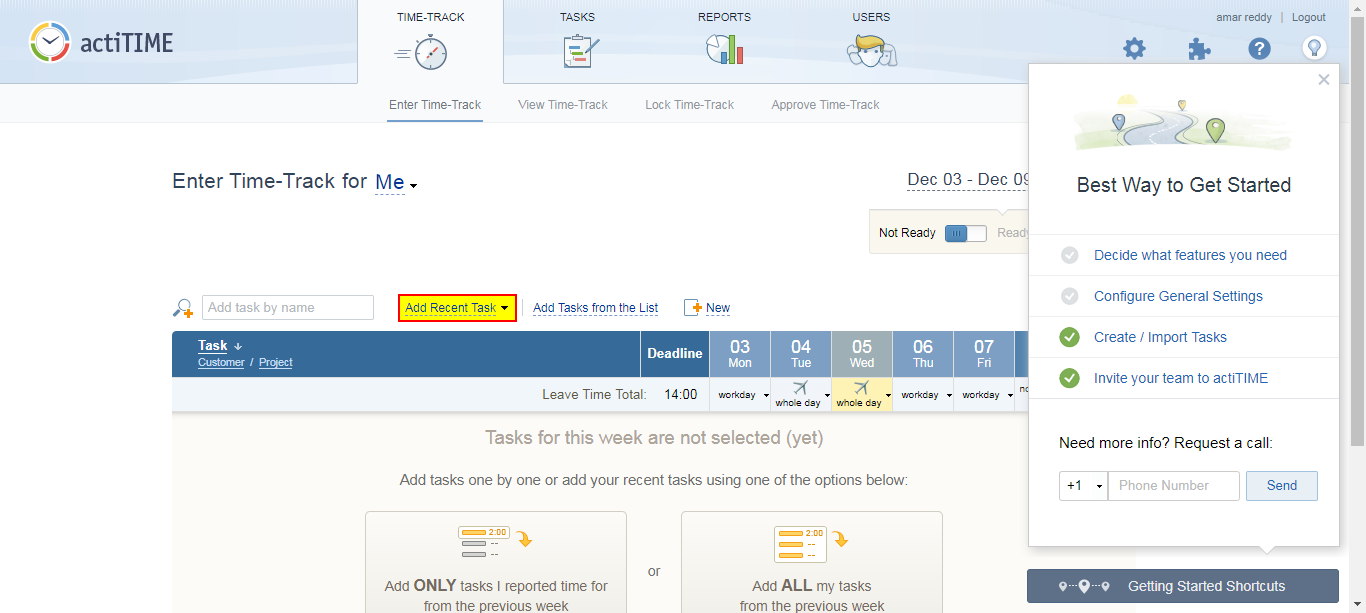 actiTIME
TIME-TRACK
TASKS
REPORTS
USERS
amar reddy | Logout
Enter Time-Track
View Time-Track
Lock Time-Track
Approve Time-Track
Enter Time-Track for Me
Dec 03 - Dec 09
Not Ready
Ready
Add task by name
Add Recent Task
Add Tasks from the List
New
Task
Customer / Project
Deadline
03
Mon
04
Tue
05
Wed
06
Thu
07
Fri
Leave Time Total: 14:00
workday
whole day
whole day
workday
workday
Tasks for this week are not selected (yet)
Add tasks one by one or add your recent tasks using one of the options below:
2:00
--
--
Add ONLY tasks I reported time for
from the previous week
or
2:00
--
--
Add ALL my tasks
from the previous week
Best Way to Get Started
Decide what features you need
Configure General Settings
Create / Import Tasks
Invite your team to actiTIME
Need more info? Request a call:
+1
Phone Number
Send
Getting Started Shortcuts